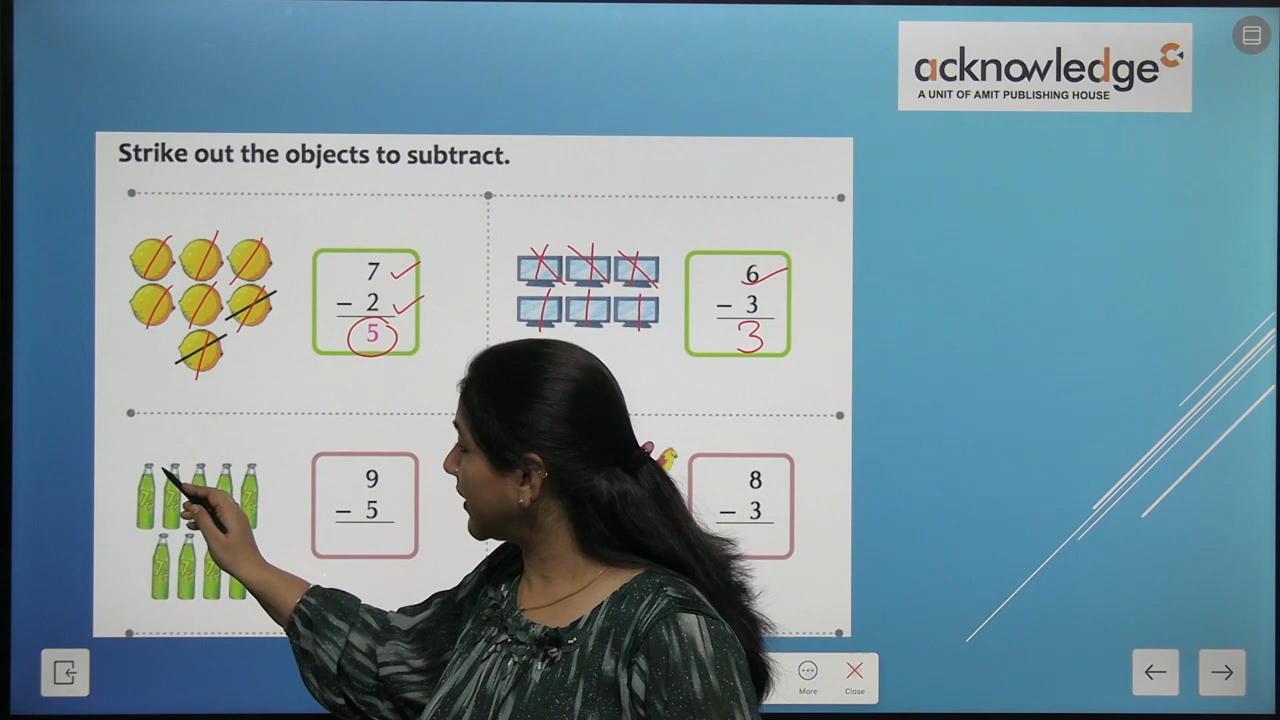 acknowledge
A UNIT OF AMIT PUBLISHING HOUSE
Strike out the objects to subtract.
7
- 2
5
6
- 3
3
9
- 5
8
- 3
More
Close